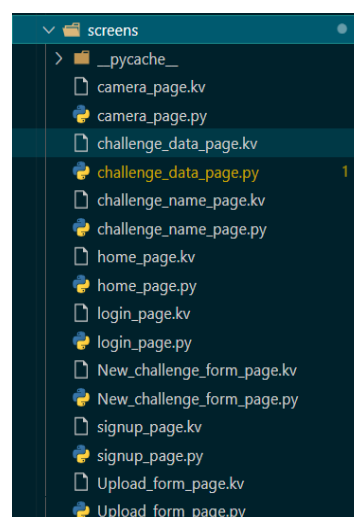 screens
__pycache__
camera_page.kv
camera_page.py
challenge_data_page.kv
challenge_data_page.py 1
challenge_name_page.kv
challenge_name_page.py
home_page.kv
home_page.py
login_page.kv
login_page.py
New_challenge_form_page.kv
New_challenge_form_page.py
signup_page.kv
signup_page.py
Upload_form_page.kv
Upload_form_page.py